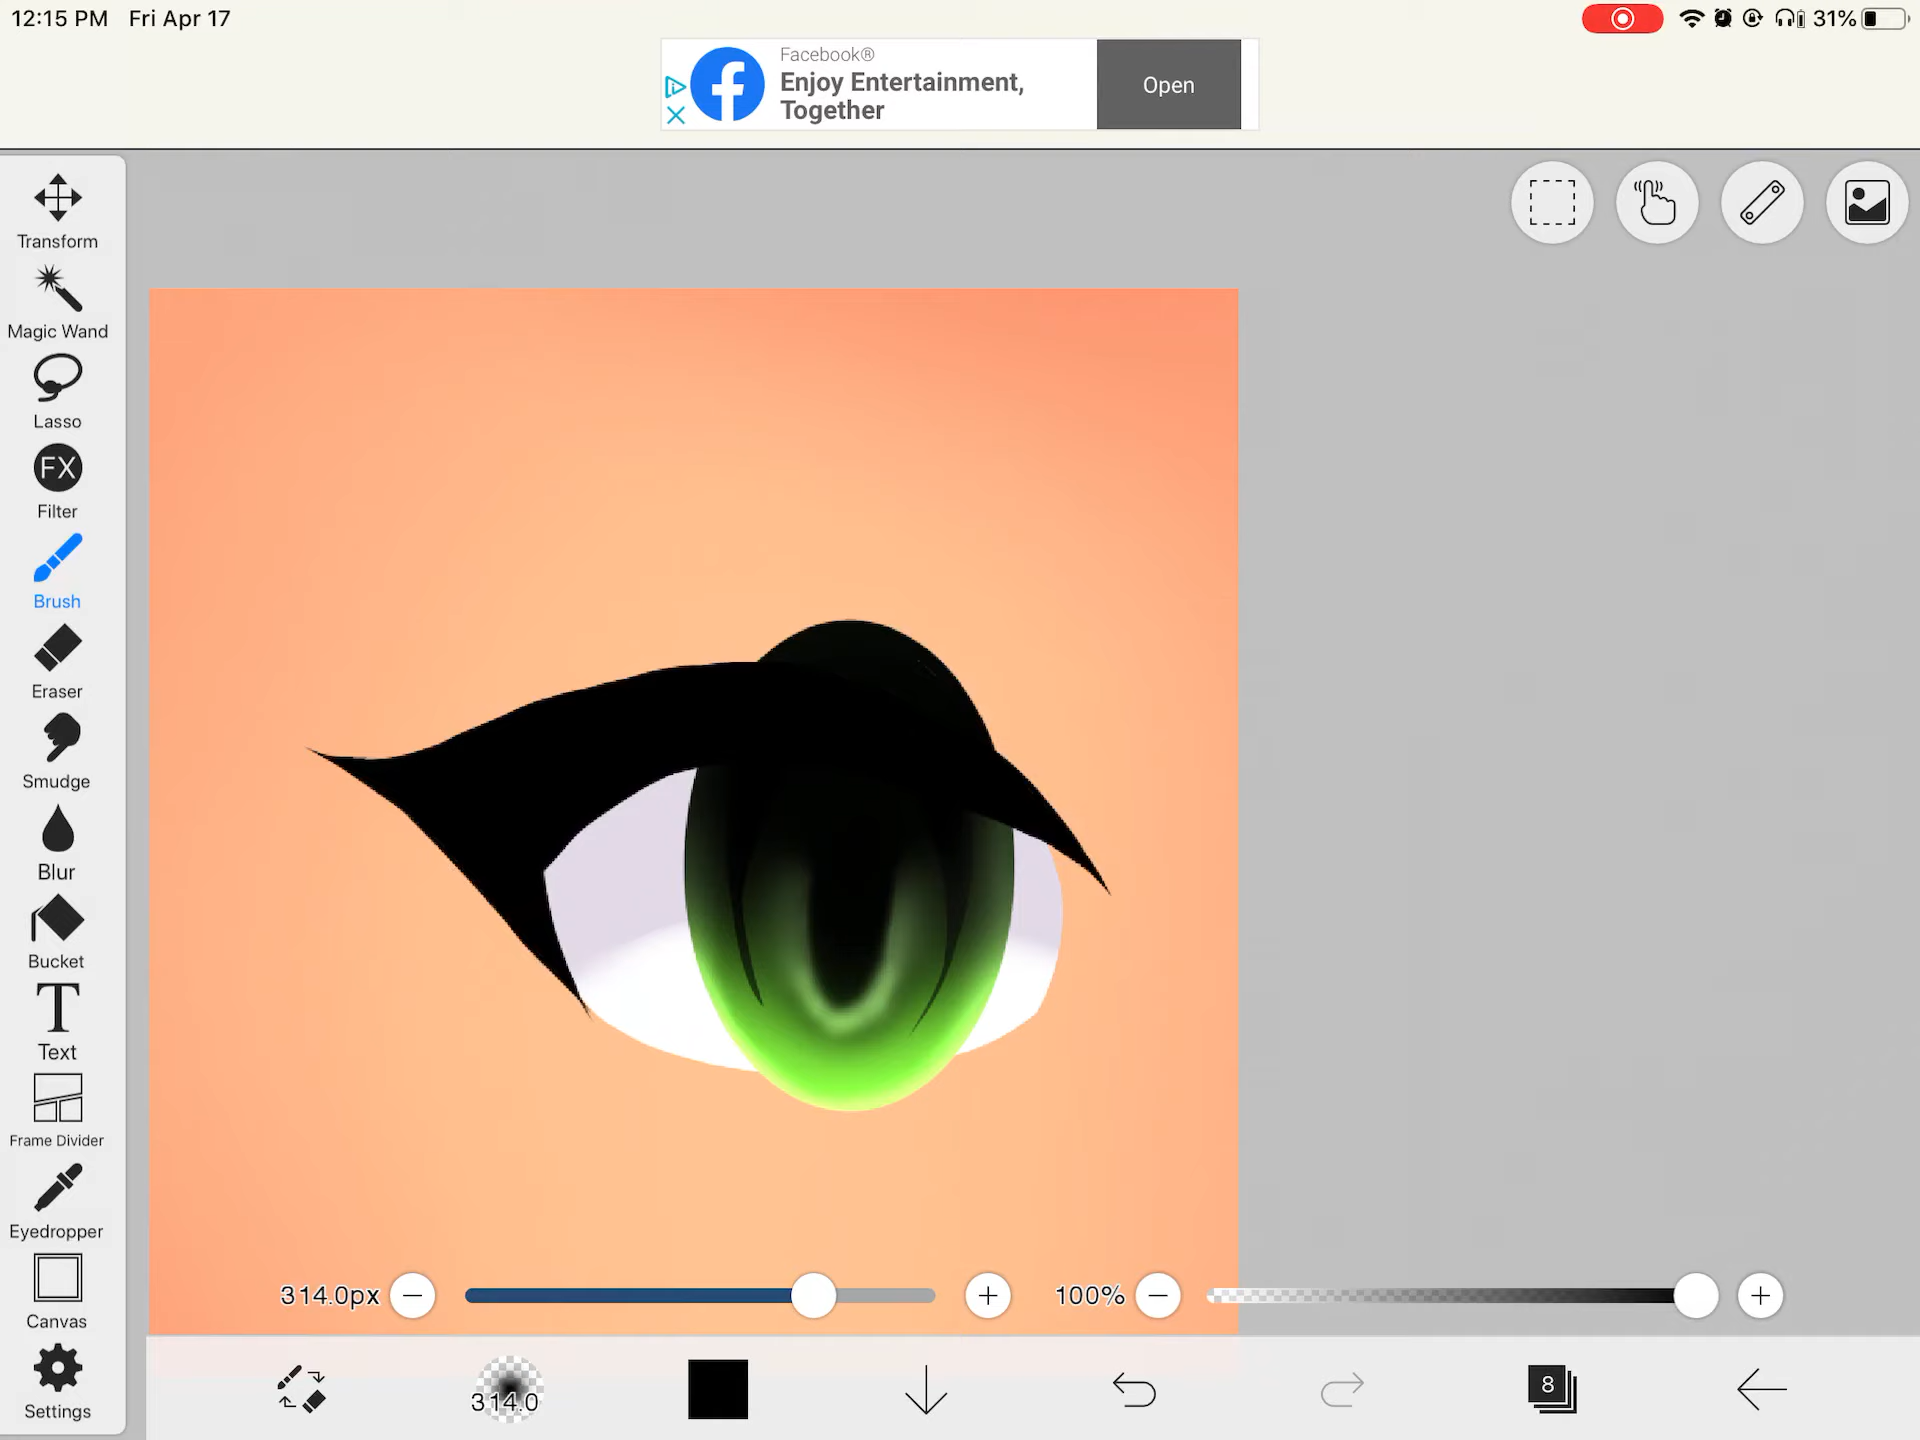 12:15 PM Fri Apr 17
31%
Facebook®
Enjoy Entertainment,
Together
Open
Transform
Magic Wand
Lasso
FX
Filter
Brush
Eraser
Smudge
Blur
Bucket
T
Text
Frame Divider
Eyedropper
Canvas
Settings
314.0px
100%
314.0
8